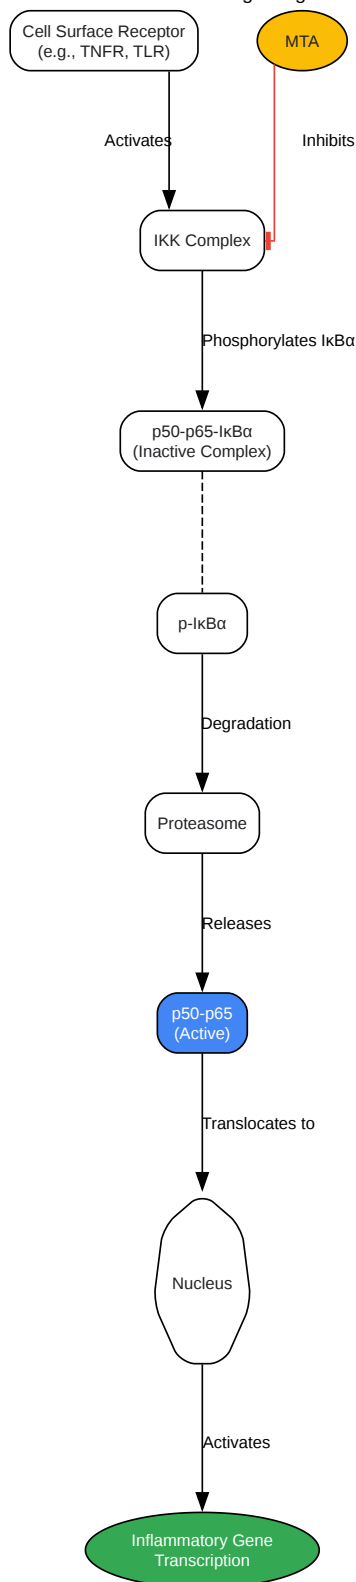 Cell Surface Receptor
(e.g., TNFR, TLR)
MTA
Activates
Inhibits
IKK Complex
Phosphorylates IκBα
p50-p65-IκBα
(Inactive Complex)
p-IκBα
Degradation
Proteasome
Releases
p50-p65
(Active)
Translocates to
Nucleus
Activates
Inflammatory Gene
Transcription